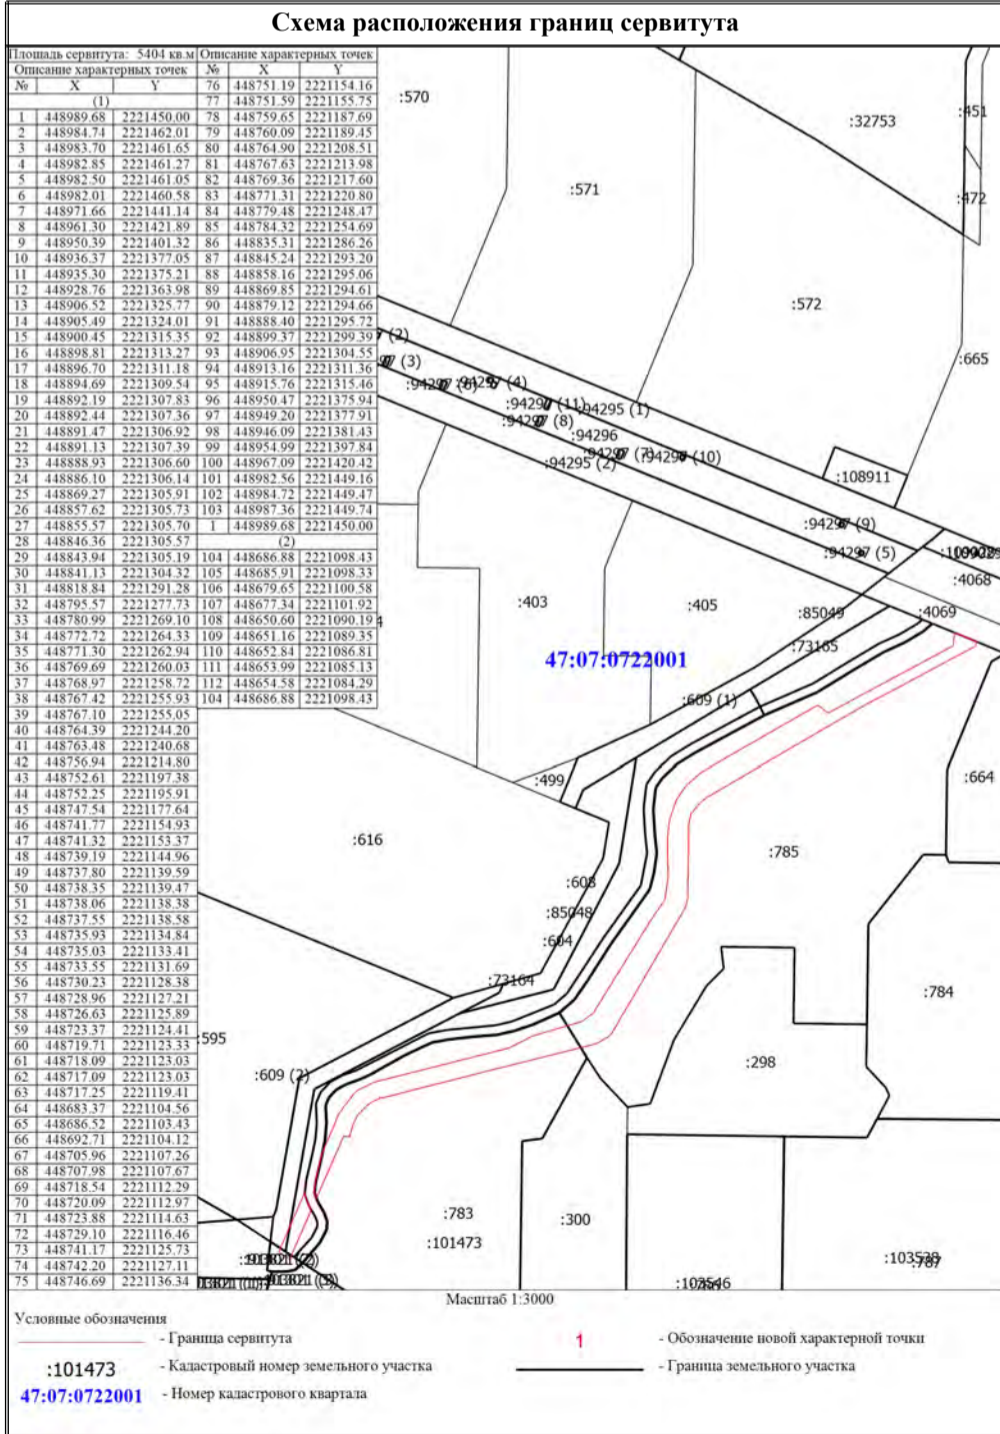 Схема расположения границ сервитута
Площадь сервитута: 5404 кв.м Описание характерных точек
Описание характерных точек № X Y
№ X Y 76 448751.19 2221154.16
(1) 77 448751.59 2221155.75
1 448989.68 2221450.00 78 448759.65 2221187.69
2 448984.74 2221462.01 79 448760.09 2221189.45
3 448983.70 2221461.65 80 448764.90 2221208.51
4 448982.85 2221461.27 81 448767.63 2221213.98
5 448982.50 2221461.05 82 448769.36 2221217.60
6 448982.01 2221460.58 83 448771.31 2221220.80
7 448971.66 2221441.14 84 448779.48 2221248.47
8 448961.30 2221421.89 85 448784.32 2221254.69
9 448950.39 2221401.32 86 448835.31 2221286.26
10 448936.37 2221377.05 87 448845.24 2221293.20
11 448935.30 2221375.21 88 448858.16 2221295.06
12 448928.76 2221363.98 89 448869.85 2221294.61
13 448906.52 2221325.77 90 448879.12 2221294.66
14 448905.49 2221324.01 91 448888.40 2221295.72
15 448900.45 2221315.35 92 448899.37 2221299.39
16 448898.81 2221313.27 93 448906.95 2221304.55
17 448896.70 2221311.18 94 448913.16 2221311.36
18 448894.69 2221309.54 95 448915.76 2221315.46
19 448892.19 2221307.83 96 448950.47 2221375.94
20 448892.44 2221307.36 97 448949.20 2221377.91
21 448891.47 2221306.92 98 448946.09 2221381.43
22 448891.13 2221307.39 99 448954.99 2221397.84
23 448888.93 2221306.60 100 448967.09 2221420.42
24 448886.10 2221306.14 101 448982.56 2221449.16
25 448869.27 2221305.91 102 448984.72 2221449.47
26 448857.62 2221305.73 103 448987.36 2221449.74
27 448855.57 2221305.70 1 448989.68 2221450.00
28 448846.36 2221305.57 (2)
29 448843.94 2221305.19 104 448686.88 2221098.43
30 448841.13 2221304.32 105 448685.91 2221098.33
31 448818.84 2221291.28 106 448679.65 2221100.58
32 448795.57 2221277.73 107 448677.34 2221101.92
33 448780.99 2221269.10 108 448650.60 2221090.19
34 448772.72 2221264.33 109 448651.16 2221089.35
35 448771.30 2221262.94 110 448652.84 2221086.81
36 448769.69 2221260.03 111 448653.99 2221085.13
37 448768.97 2221258.72 112 448654.58 2221084.29
38 448767.42 2221255.93 104 448686.88 2221098.43
39 448767.10 2221255.05
40 448764.39 2221244.20
41 448763.48 2221240.68
42 448756.94 2221214.80
43 448752.61 2221197.38
44 448752.25 2221195.91
45 448747.54 2221177.64
46 448741.77 2221154.93
47 448741.32 2221153.37
48 448739.19 2221144.96
49 448737.80 2221139.59
50 448738.35 2221139.47
51 448738.06 2221138.38
52 448737.55 2221138.58
53 448735.93 2221134.84
54 448735.03 2221133.41
55 448733.55 2221131.69
56 448730.23 2221128.38
57 448728.96 2221127.21
58 448726.63 2221125.89
59 448723.37 2221124.41
60 448719.71 2221123.33
61 448718.09 2221123.03
62 448717.09 2221123.03
63 448717.25 2221119.41
64 448683.37 2221104.56
65 448686.52 2221103.43
66 448692.71 2221104.12
67 448705.96 2221107.26
68 448707.98 2221107.67
69 448718.54 2221112.29
70 448720.09 2221112.97
71 448723.88 2221114.63
72 448729.10 2221116.46
73 448741.17 2221125.73
74 448742.20 2221127.11
75 448746.69 2221136.34
:570
:32753
:451
:571
:472
:572
:665
(2)
(3)
:94297 (6)
:94297 (4)
:94297 (11)
:94295 (1)
:94297 (8)
:94296
:94297 (7)
:94297 (10)
:94295 (2)
:108911
:94297 (9)
:94297 (5)
:4068
:403
:405
:85049
:4069
:73165
47:07:0722001
:609 (1)
:499
:664
:616
:785
:608
:85048
:604
:73164
:784
:595
:298
:609 (2)
:783
:300
:101473
Масштаб 1:3000
Условные обозначения
- Граница сервитута
1 - Обозначение новой характерной точки
:101473 - Кадастровый номер земельного участка
- Граница земельного участка
47:07:0722001 - Номер кадастрового квартала